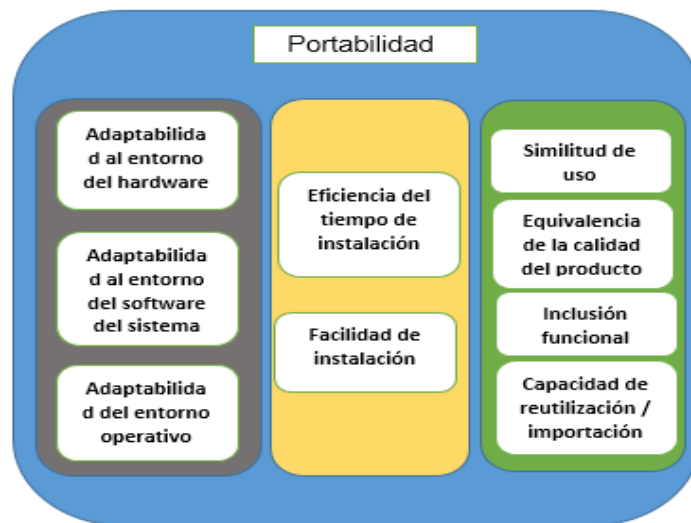 Portabilidad
Adaptabilida
d al entorno
del hardware
Adaptabilida
d al entorno
del software
del sistema
Adaptabilida
d del entorno
operativo
Eficiencia del
tiempo de
instalación
Facilidad de
instalación
Similitud de
uso
Equivalencia
de la calidad
del producto
Inclusión
funcional
Capacidad de
reutilización /
importación